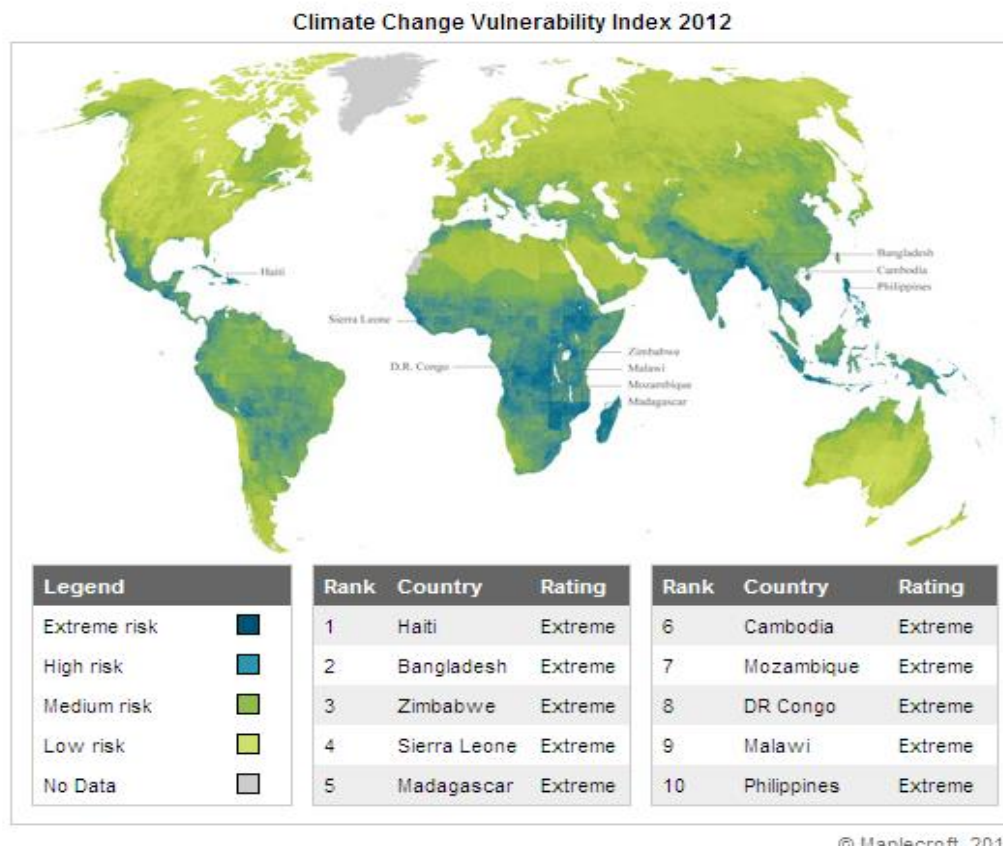 Climate Change Vulnerability Index 2012
Haiti
Sierra Leone
D.R. Congo
Bangladesh
Cambodia
Philippines
Zimbabwe
Malawi
Mozambique
Madagascar
Legend
Extreme risk
High risk
Medium risk
Low risk
No Data
Rank Country Rating
1 Haiti Extreme
2 Bangladesh Extreme
3 Zimbabwe Extreme
4 Sierra Leone Extreme
5 Madagascar Extreme
Rank Country Rating
6 Cambodia Extreme
7 Mozambique Extreme
8 DR Congo Extreme
9 Malawi Extreme
10 Philippines Extreme
© Maplecroft, 201